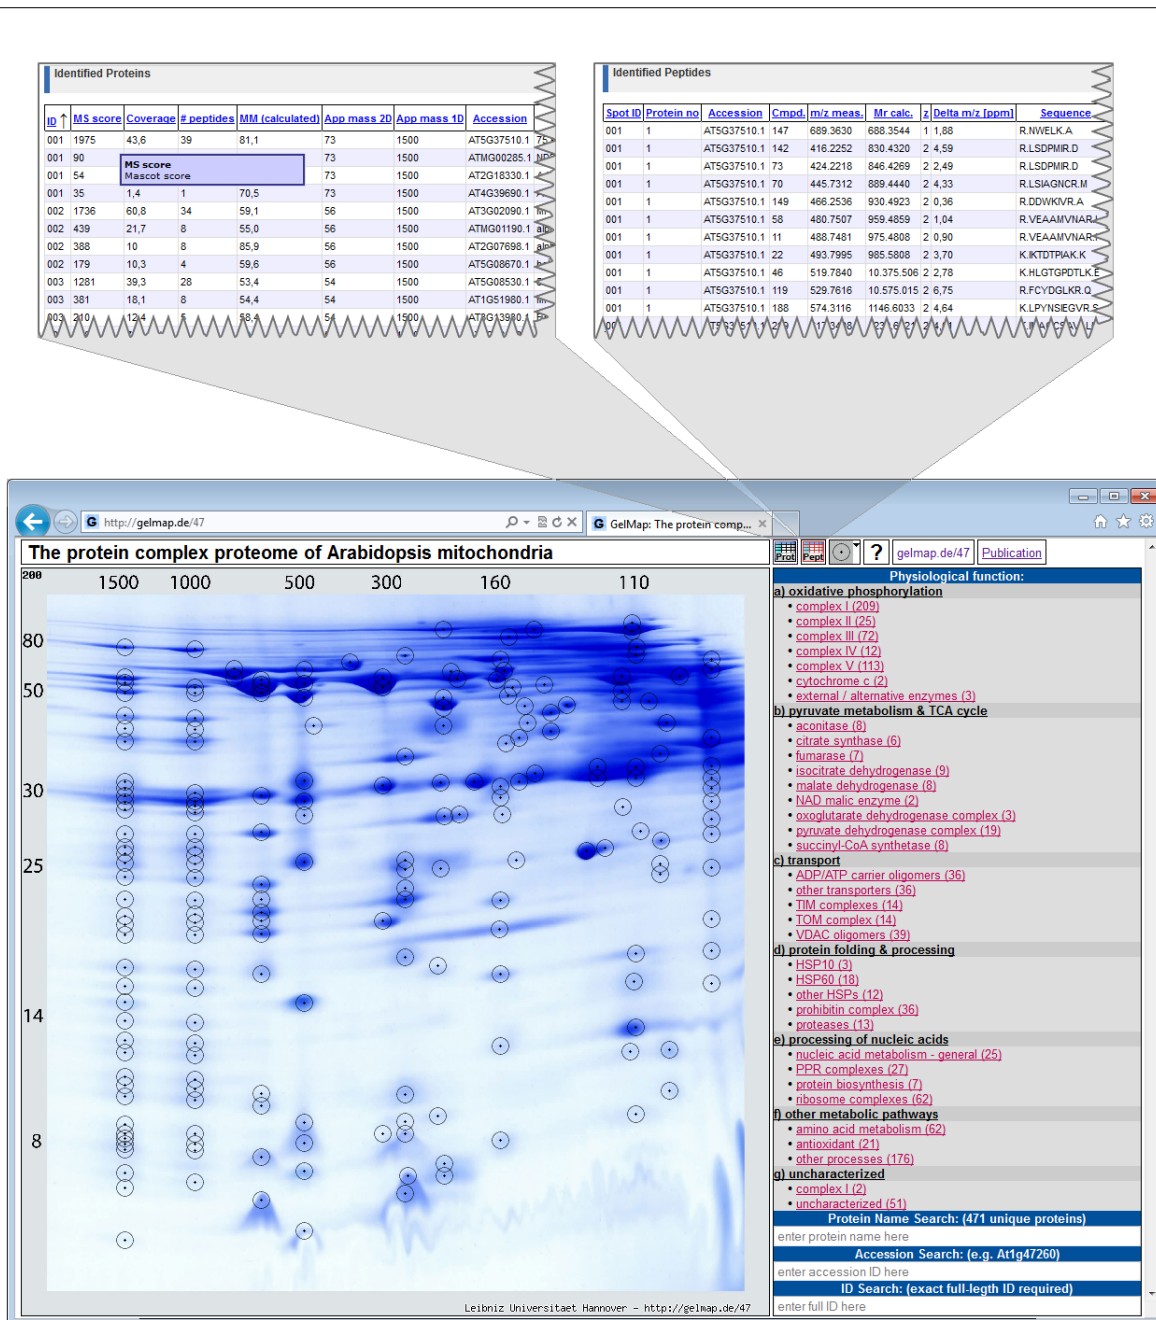 Identified Proteins
ID ↑ MS score Coverage # peptides MM (calculated) App mass 2D App mass 1D Accession
001 1975 43,6 39 81,1 73 1500 AT5G37510.1 75
001 90 73 1500 ATMG00285.1
001 54 73 1500 AT2G18330.1
001 35 1,4 1 70,5 73 1500 AT4G39690.1
002 1736 60,8 34 59,1 56 1500 AT3G02090.1
002 439 21,7 8 55,0 56 1500 ATMG01190.1
002 388 10 8 85,9 56 1500 AT2G07698.1
002 179 10,3 4 59,6 56 1500 AT5G08670.1
003 1281 39,3 28 53,4 54 1500 AT5G08530.1
003 381 18,1 8 54,4 54 1500 AT1G51980.1
003 210 12,4 5 58,4 54 1500
MS score
Mascot score
Identified Peptides
Spot ID Protein no Accession Cmpd. m/z meas. Mr calc. z Delta m/z [ppm] Sequence
001 1 AT5G37510.1 147 689.3630 688.3544 1 1,88 R.NWELK.A
001 1 AT5G37510.1 142 416.2252 830.4320 2 4,59 R.LSDPMIR.D
001 1 AT5G37510.1 73 424.2218 846.4269 2 2,49 R.LSDPMIR.D
001 1 AT5G37510.1 70 445.7312 889.4440 2 4,33 R.LSIAGNCR.M
001 1 AT5G37510.1 149 466.2536 930.4923 2 0,36 R.DDWKIVR.A
001 1 AT5G37510.1 58 480.7507 959.4859 2 1,04 R.VEAAMVNAR.
001 1 AT5G37510.1 11 488.7481 975.4808 2 0,90 R.VEAAMVNAR.
001 1 AT5G37510.1 22 493.7995 985.5808 2 3,70 K.IKTDTPIAK.K
001 1 AT5G37510.1 46 519.7840 10.375.506 2 2,78 K.HLGTGPDTLK.E
001 1 AT5G37510.1 119 529.7616 10.575.015 2 6,75 R.FCYDGLKR.Q
001 1 AT5G37510.1 188 574.3116 1146.6033 2 4,64 K.LPYNSIEGVR.S
http://gelmap.de/47
GelMap: The protein comp...
The protein complex proteome of Arabidopsis mitochondria
Prot Pept ? gelmap.de/47 Publication
200 1500 1000 500 300 160 110
80
50
30
25
14
8
Leibniz Universitaet Hannover - http://gelmap.de/47
Physiological function:
a) oxidative phosphorylation
• complex I (209)
• complex II (25)
• complex III (72)
• complex IV (12)
• complex V (113)
• cytochrome c (2)
• external / alternative enzymes (3)
b) pyruvate metabolism & TCA cycle
• aconitase (8)
• citrate synthase (6)
• fumarase (7)
• isocitrate dehydrogenase (9)
• malate dehydrogenase (8)
• NAD malic enzyme (2)
• oxoglutarate dehydrogenase complex (3)
• pyruvate dehydrogenase complex (19)
• succinyl-CoA synthetase (8)
c) transport
• ADP/ATP carrier oligomers (36)
• other transporters (36)
• TIM complexes (14)
• TOM complex (14)
• VDAC oligomers (39)
d) protein folding & processing
• HSP10 (3)
• HSP60 (18)
• other HSPs (12)
• prohibitin complex (36)
• proteases (13)
e) processing of nucleic acids
• nucleic acid metabolism - general (25)
• PPR complexes (27)
• protein biosynthesis (7)
• ribosome complexes (62)
f) other metabolic pathways
• amino acid metabolism (62)
• antioxidant (21)
• other processes (176)
g) uncharacterized
• complex I (2)
• uncharacterized (51)
Protein Name Search: (471 unique proteins)
enter protein name here
Accession Search: (e.g. At1g47260)
enter accession ID here
ID Search: (exact full-legth ID required)
enter full ID here